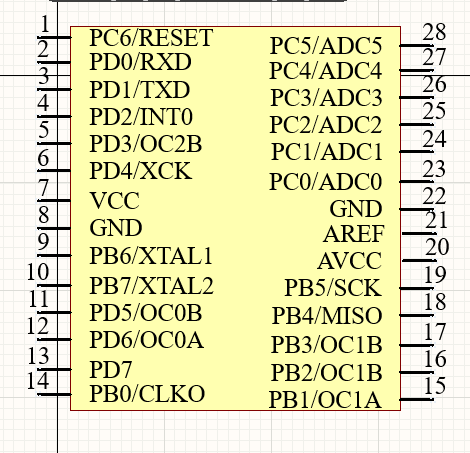 1 PC6/RESET
2 PD0/RXD
3 PD1/TXD
4 PD2/INT0
5 PD3/OC2B
6 PD4/XCK
7 VCC
8 GND
9 PB6/XTAL1
10 PB7/XTAL2
11 PD5/OC0B
12 PD6/OC0A
13 PD7
14 PB0/CLKO
PC5/ADC5 28
PC4/ADC4 27
PC3/ADC3 26
PC2/ADC2 25
PC1/ADC1 24
PC0/ADC0 23
GND 22
AREF 21
AVCC 20
PB5/SCK 19
PB4/MISO 18
PB3/OC1B 17
PB2/OC1B 16
PB1/OC1A 15